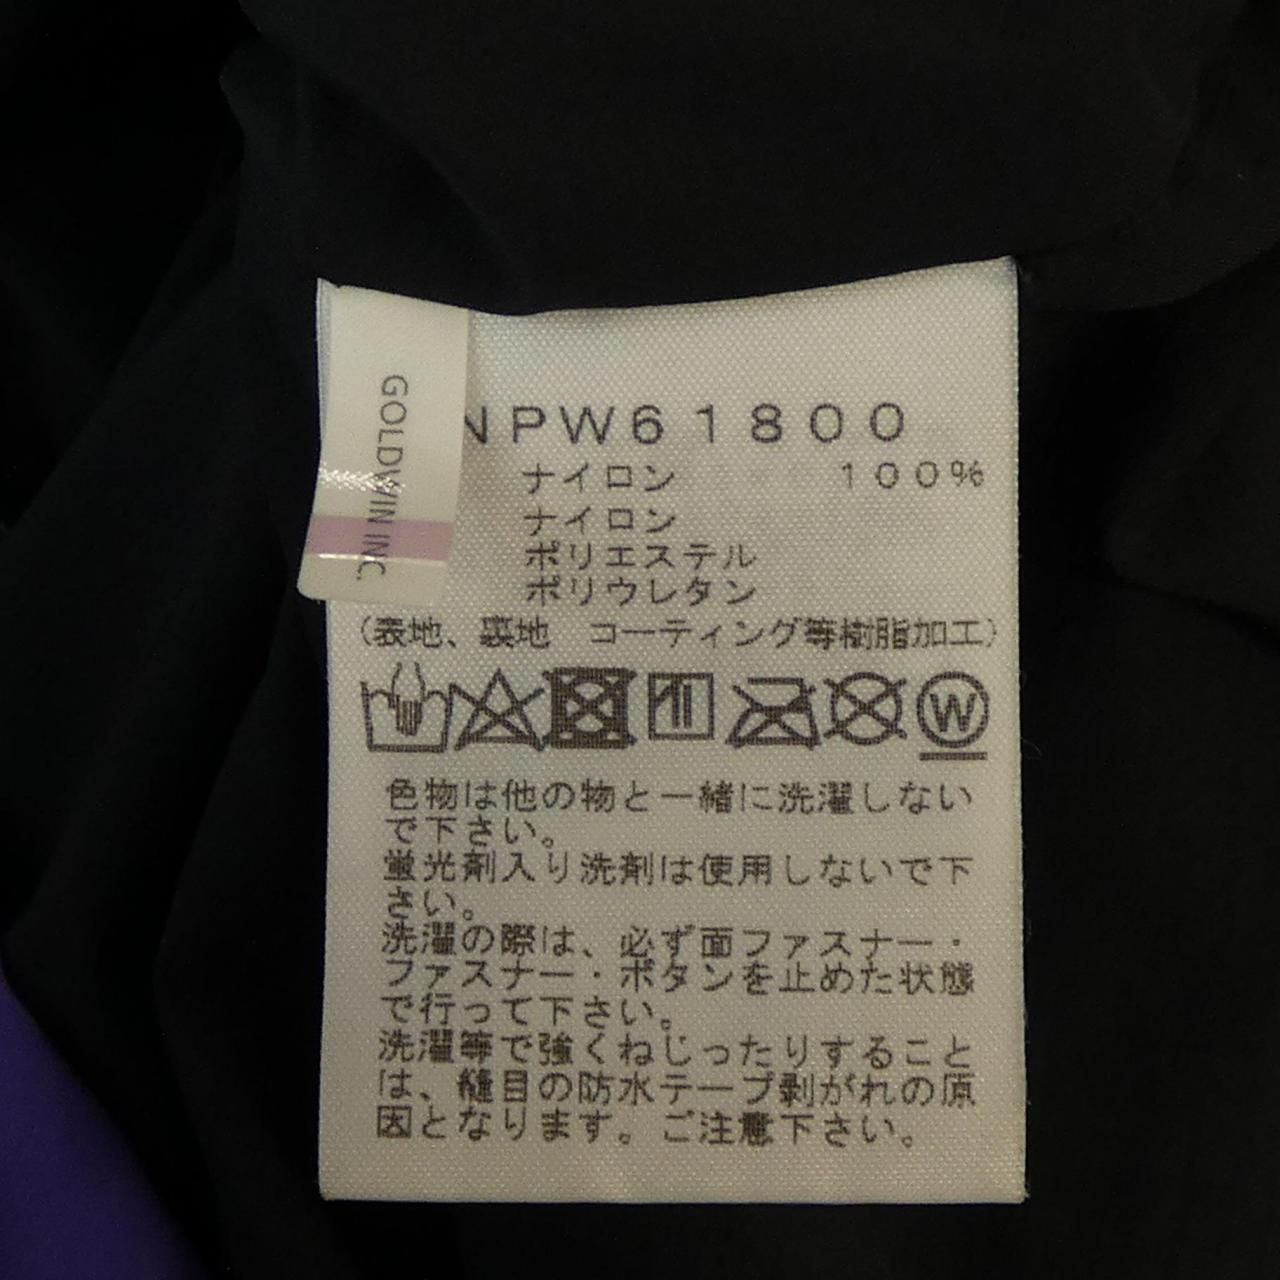 GOLDWIN INC.
NPW61800
ナイロン 100%
ナイロン
ポリエステル
ポリウレタン
(表地、裏地 コーティング等樹脂加工)
W
色物は他の物と一緒に洗濯しない
で下さい。
蛍光剤入り洗剤は使用しないで下
さい。
洗濯の際は、必ず面ファスナー・
ファスナー・ボタンを止めた状態
で行って下さい。
洗濯等で強くねじったりすること
は、縫目の防水テープ剥がれの原
因となります。ご注意下さい。